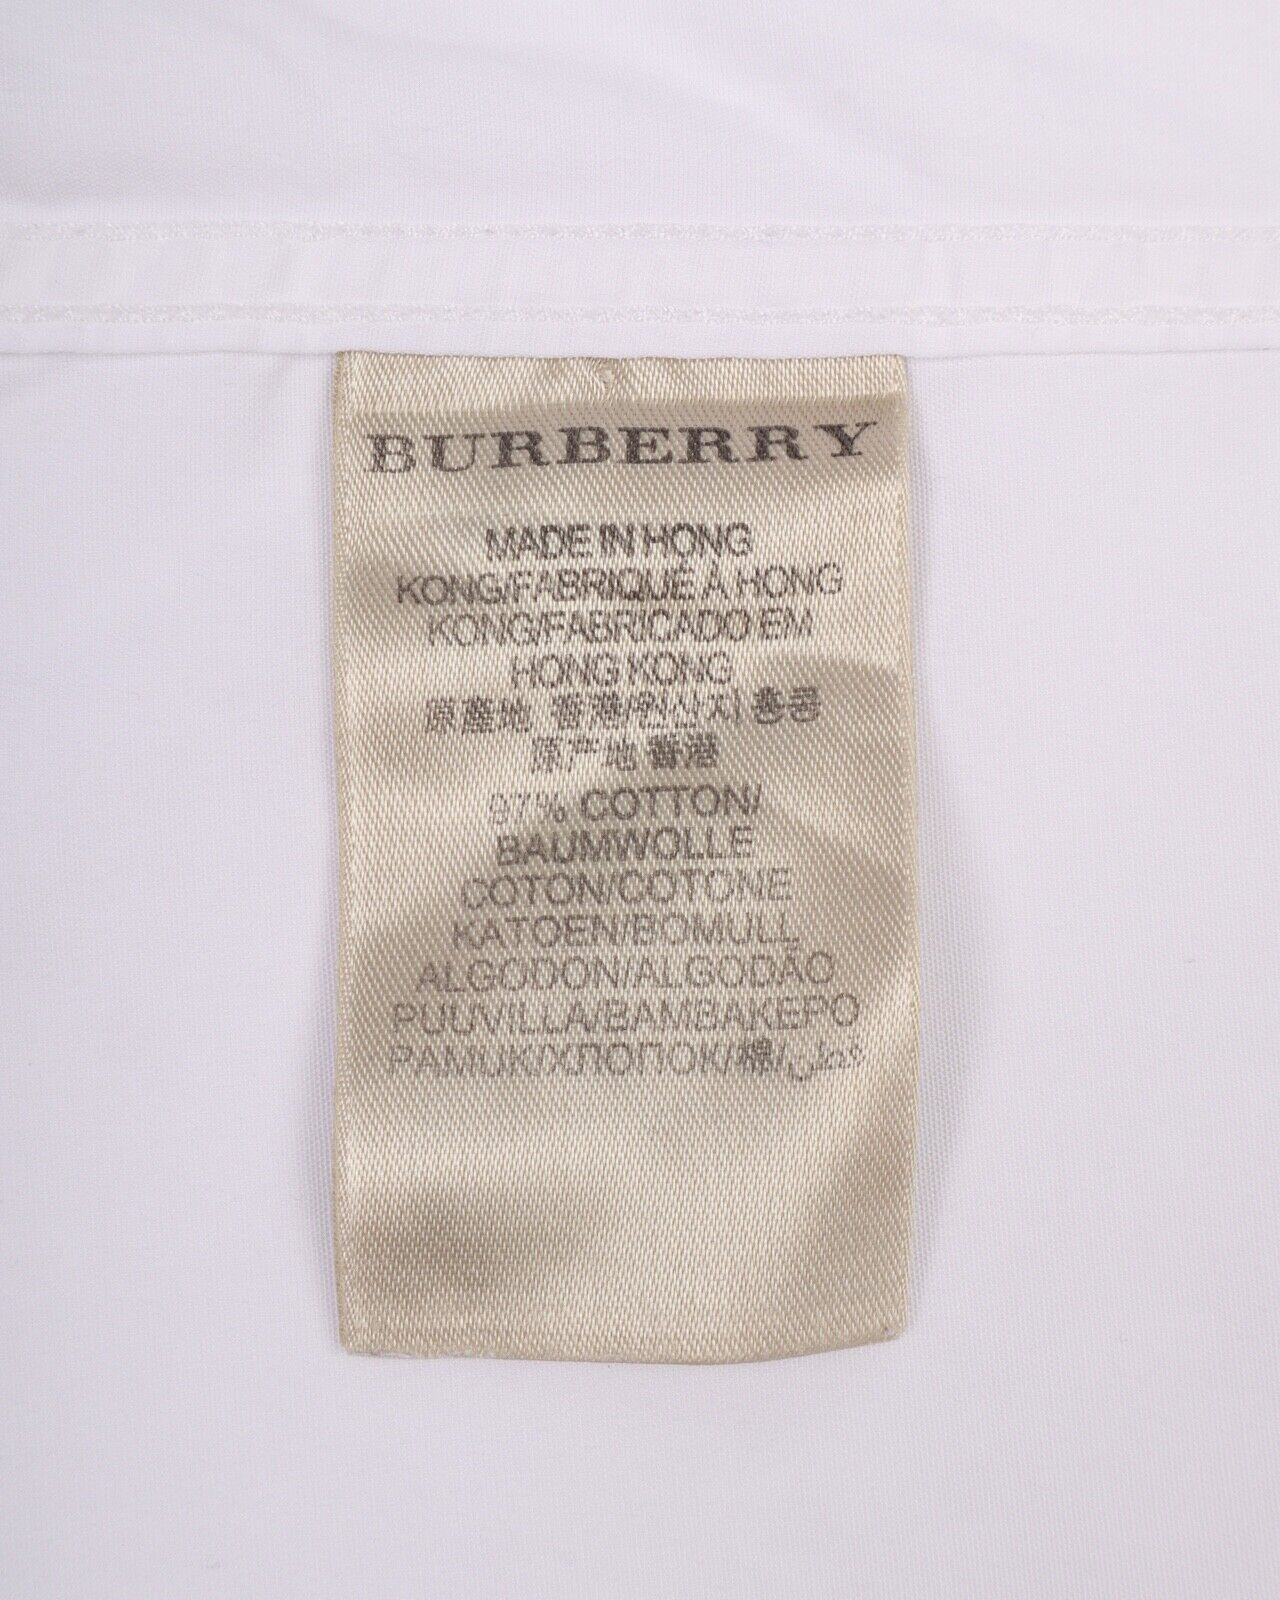 BURBERRY
MADE IN HONG
KONG/FABRIQUÉ À HONG
KONG/FABRICADO EM
HONG KONG
原產地 香港/원산지 홍콩
原产地 香港
97% COTTON/
BAUMWOLLE
COTON/COTONE
KATOEN/BOMULL
ALGODON/ALGODÃO
PUUVILLA/BAMBAKEPO
PAMUK/ХЛОПОК/棉/قطن